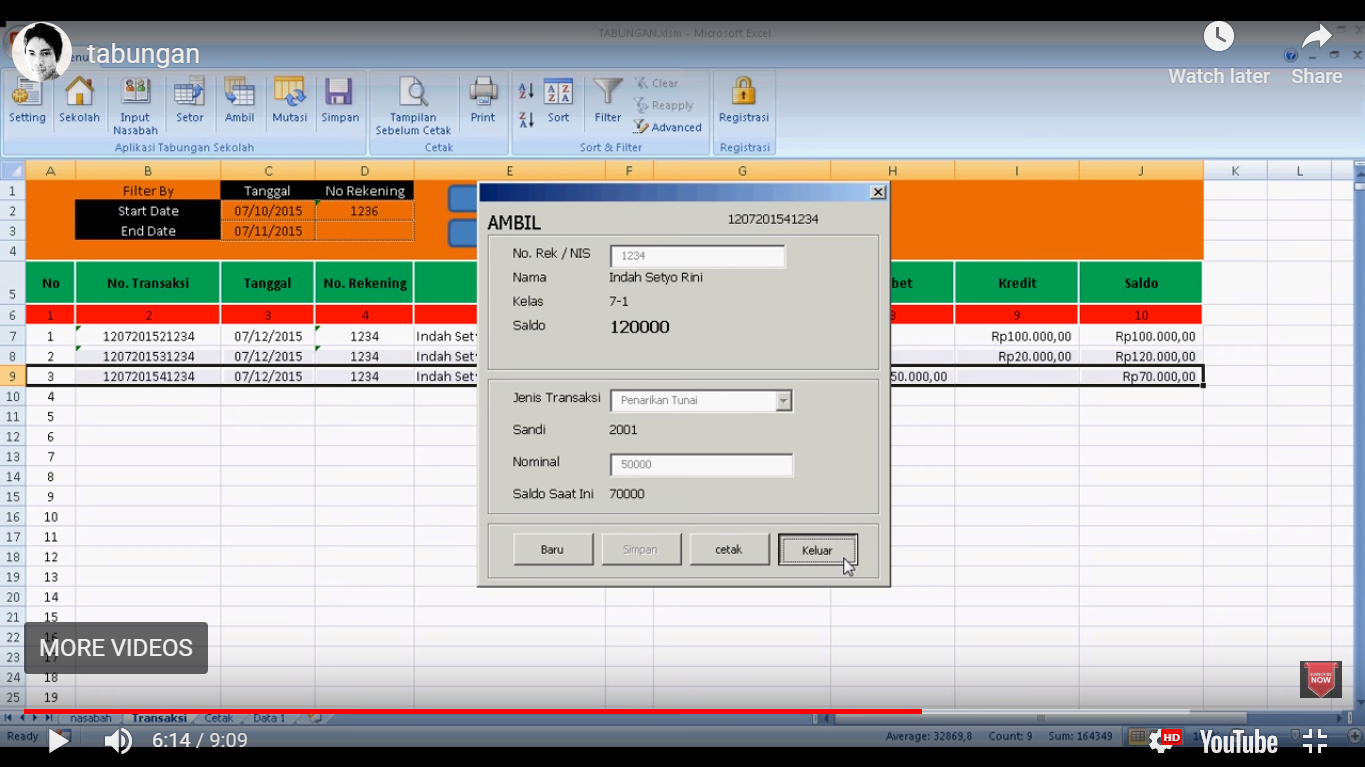 TABUNGAN.xlsm - Microsoft Excel
tabungan
Watch later Share
Setting Sekolah Input Nasabah Setor Ambil Mutasi Simpan Tampilan Sebelum Cetak Print Sort Filter Clear Reapply Advanced Registrasi
Aplikasi Tabungan Sekolah Cetak Sort & Filter Registrasi
A B C D E F G H I J K L
1 Filter By Tanggal No Rekening
2 Start Date 07/10/2015 1236
3 End Date 07/11/2015
4
5 No No. Transaksi Tanggal No. Rekening bet Kredit Saldo
6 1 2 3 4 8 9 10
7 1 1207201521234 07/12/2015 1234 Indah Set Rp100.000,00 Rp100.000,00
8 2 1207201531234 07/12/2015 1234 Indah Set Rp20.000,00 Rp120.000,00
9 3 1207201541234 07/12/2015 1234 Indah Set 50.000,00 Rp70.000,00
10 4
11 5
12 6
13 7
14 8
15 9
16 10
17 11
18 12
19 13
20 14
21 15
22 16
23 17
24 18
25 19
AMBIL 1207201541234
No. Rek / NIS 1234
Nama Indah Setyo Rini
Kelas 7-1
Saldo 120000
Jenis Transaksi Penarikan Tunai
Sandi 2001
Nominal 50000
Saldo Saat Ini 70000
Baru Simpan cetak Keluar
MORE VIDEOS
NOW
nasabah Transaksi Cetak Data 1
Ready Average: 32869,8 Count: 9 Sum: 164349
6:14 / 9:09 HD YouTube